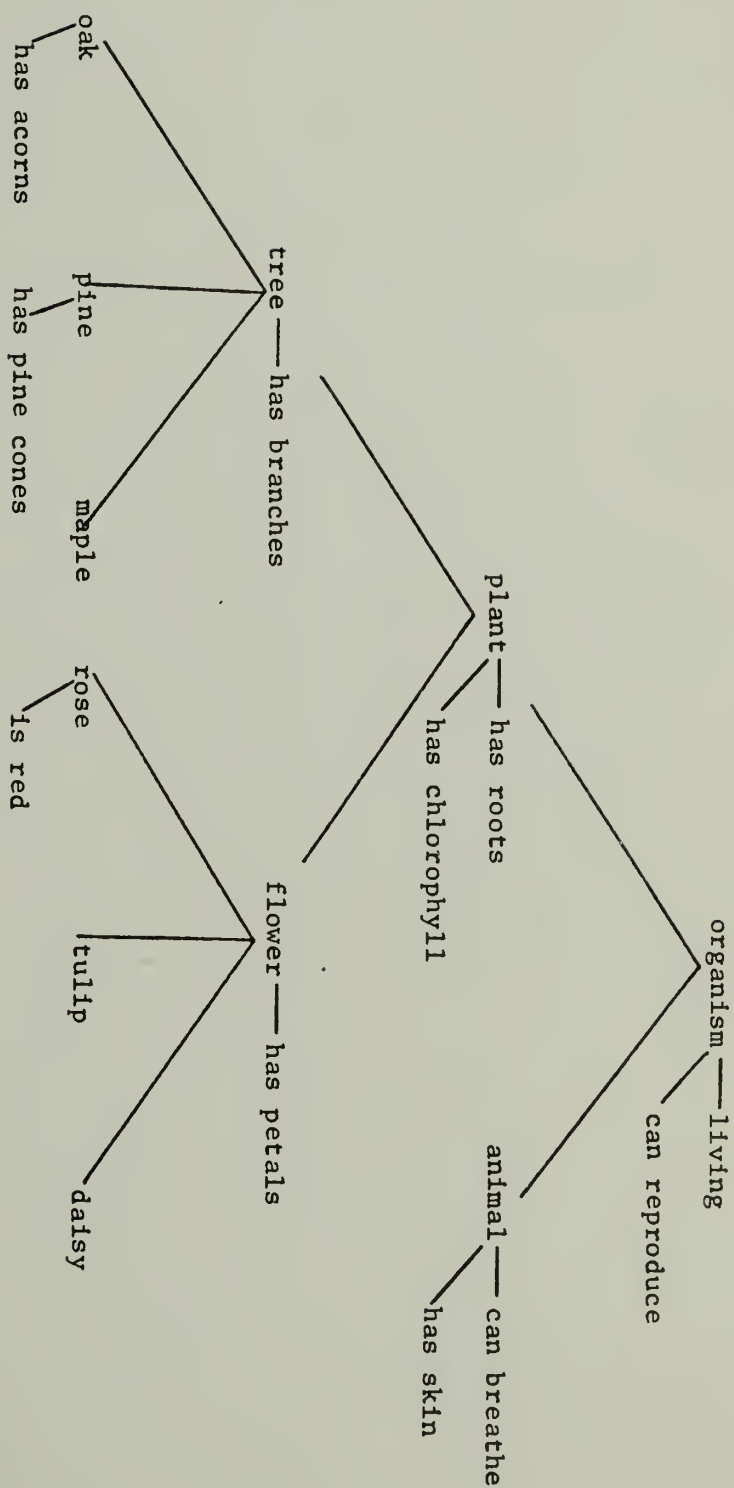 organism — living
can reproduce
plant — has roots
has chlorophyll
animal — can breathe
has skin
tree — has branches
flower — has petals
oak
pine
maple
rose
tulip
daisy
has acorns
has pine cones
is red